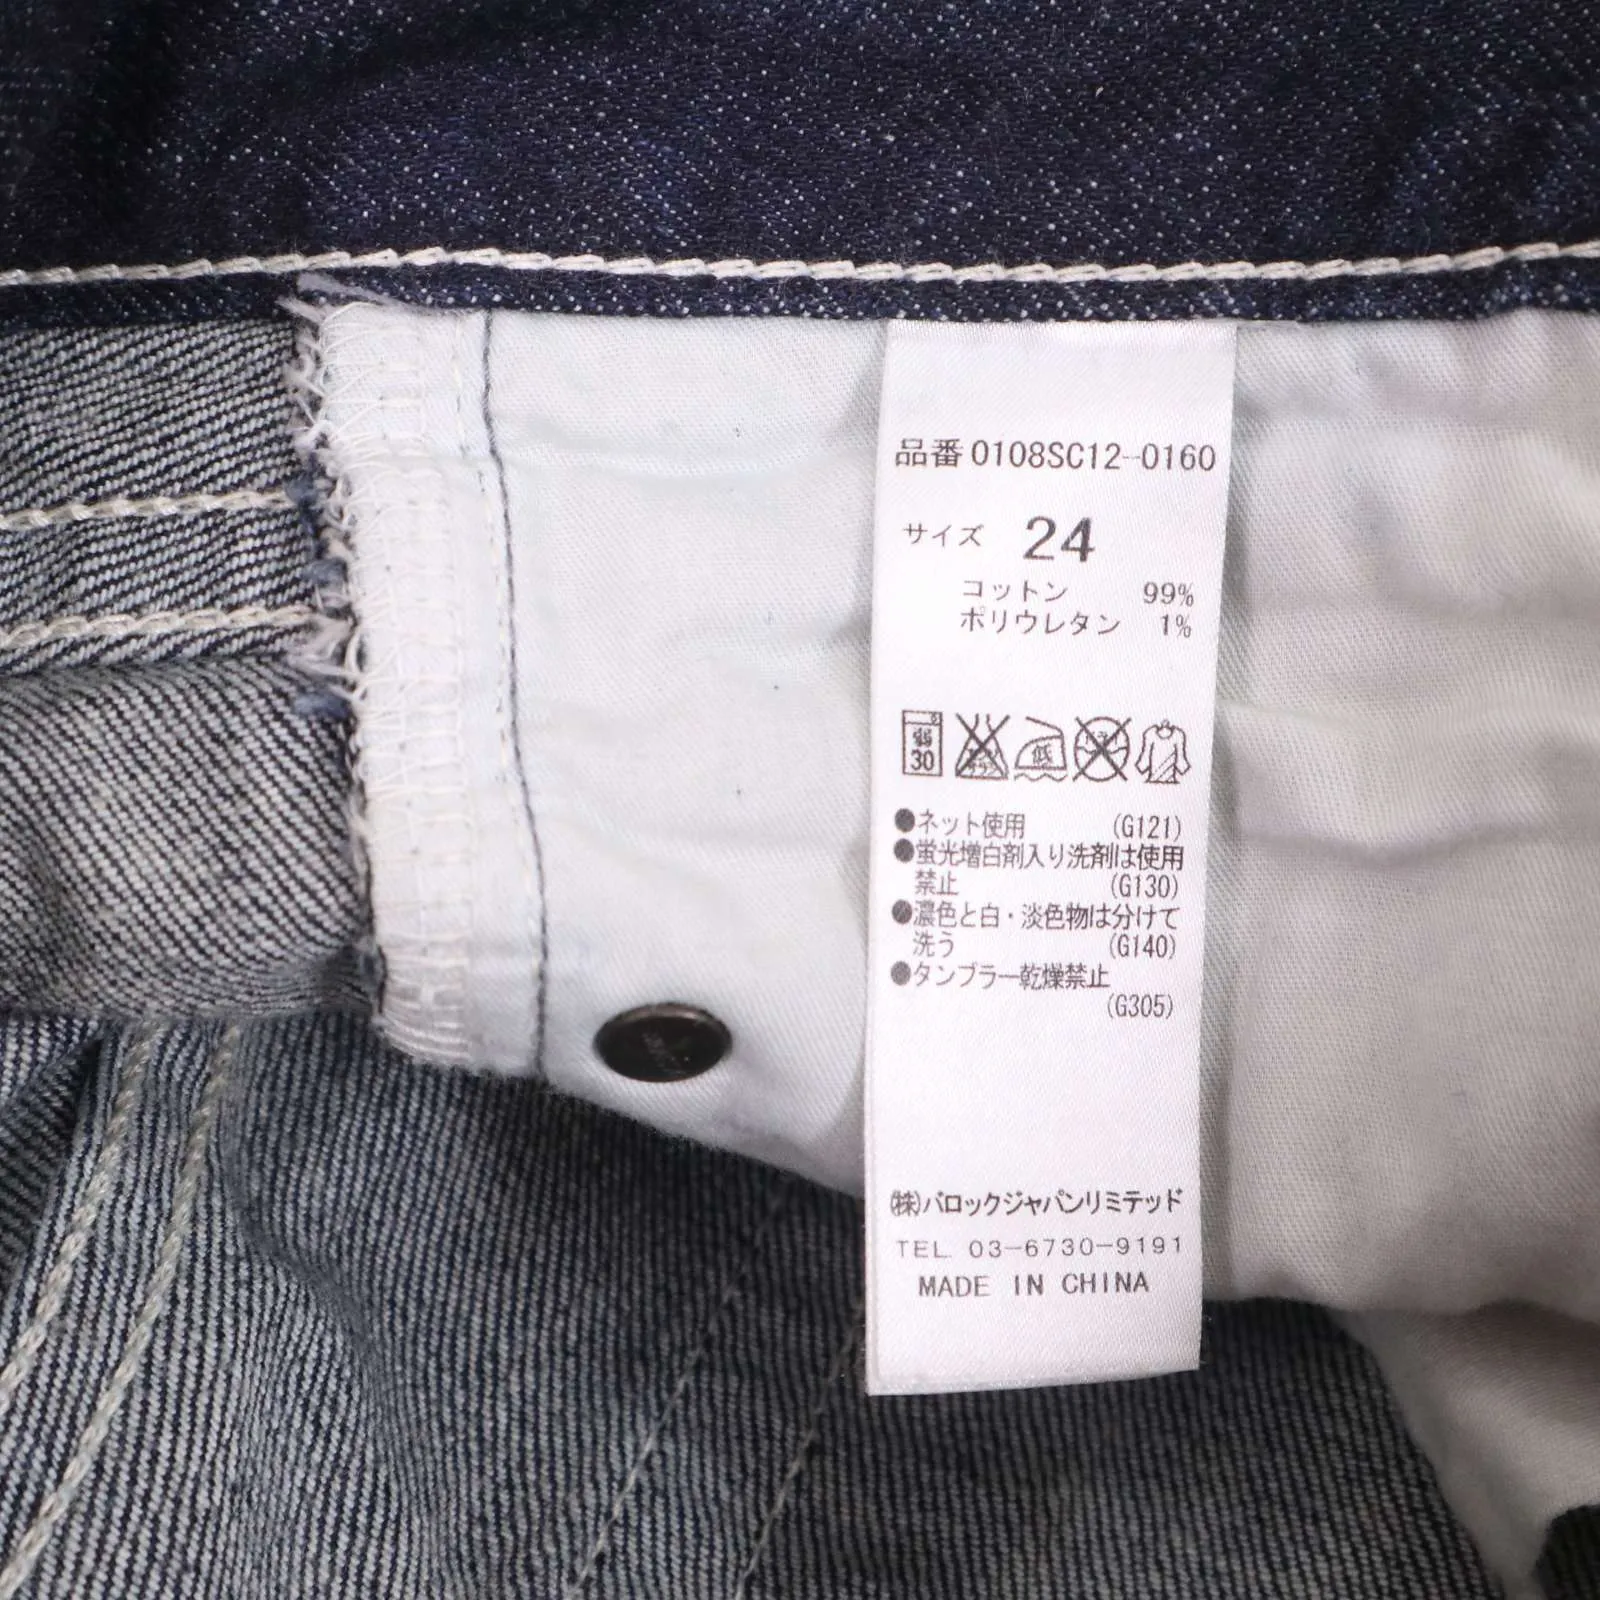 品番 0108SC12-0160
サイズ 24
コットン 99%
ポリウレタン 1%
弱 30 低
●ネット使用 (G121)
●蛍光増白剤入り洗剤は使用
禁止 (G130)
●濃色と白・淡色物は分けて
洗う (G140)
●タンブラー乾燥禁止
(G305)
㈱バロックジャパンリミテッド
TEL 03-6730-9191
MADE IN CHINA